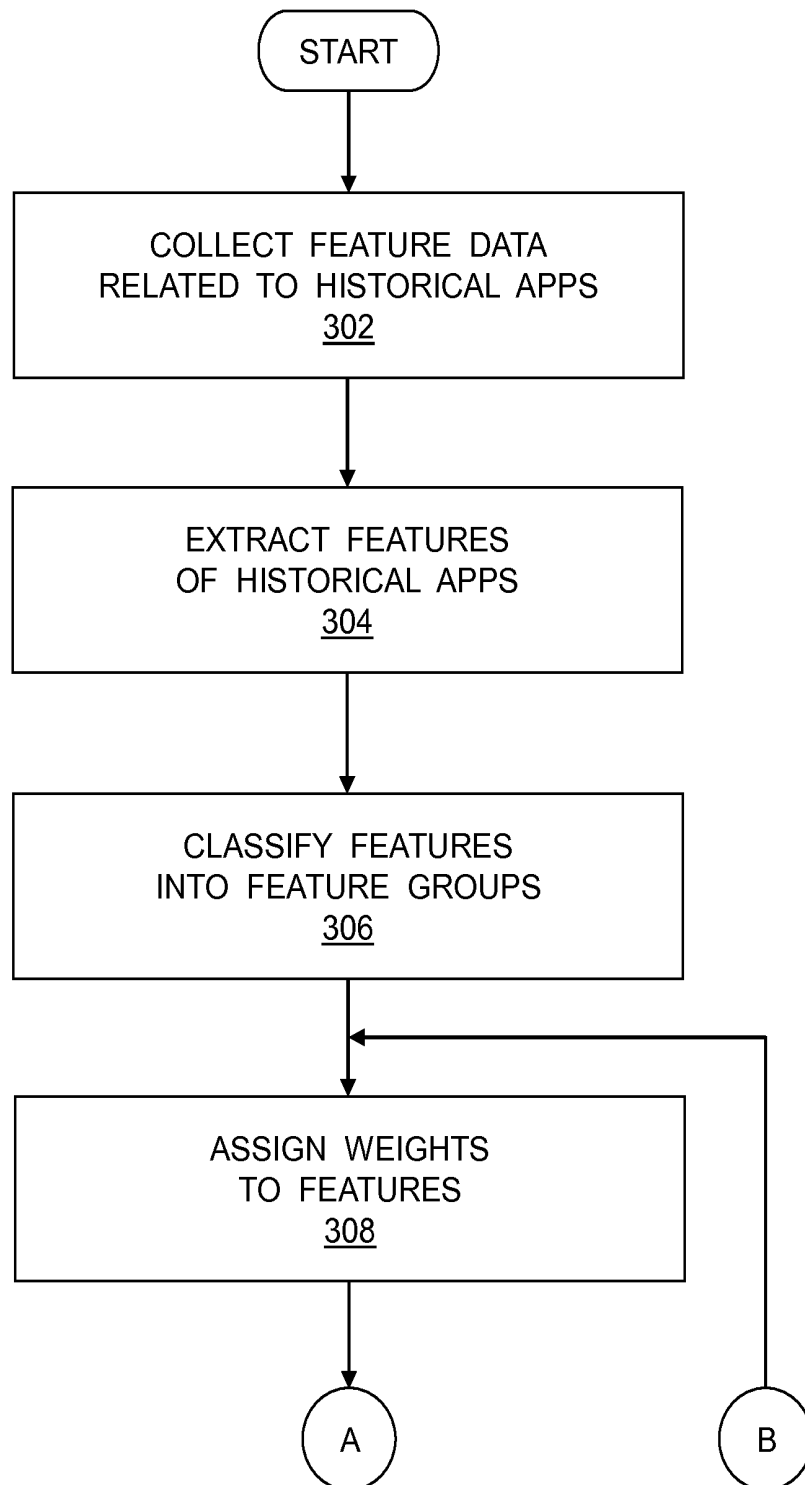 START
COLLECT FEATURE DATA
RELATED TO HISTORICAL APPS
302
EXTRACT FEATURES
OF HISTORICAL APPS
304
CLASSIFY FEATURES
INTO FEATURE GROUPS
306
ASSIGN WEIGHTS
TO FEATURES
308
A
B